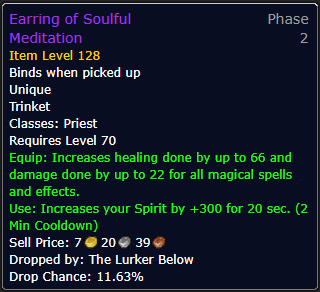 Earring of Soulful Phase
Meditation 2
Item Level 128
Binds when picked up
Unique
Trinket
Classes: Priest
Requires Level 70
Equip: Increases healing done by up to 66 and
damage done by up to 22 for all magical spells
and effects.
Use: Increases your Spirit by +300 for 20 sec. (2
Min Cooldown)
Sell Price: 7 20 39
Dropped by: The Lurker Below
Drop Chance: 11.63%